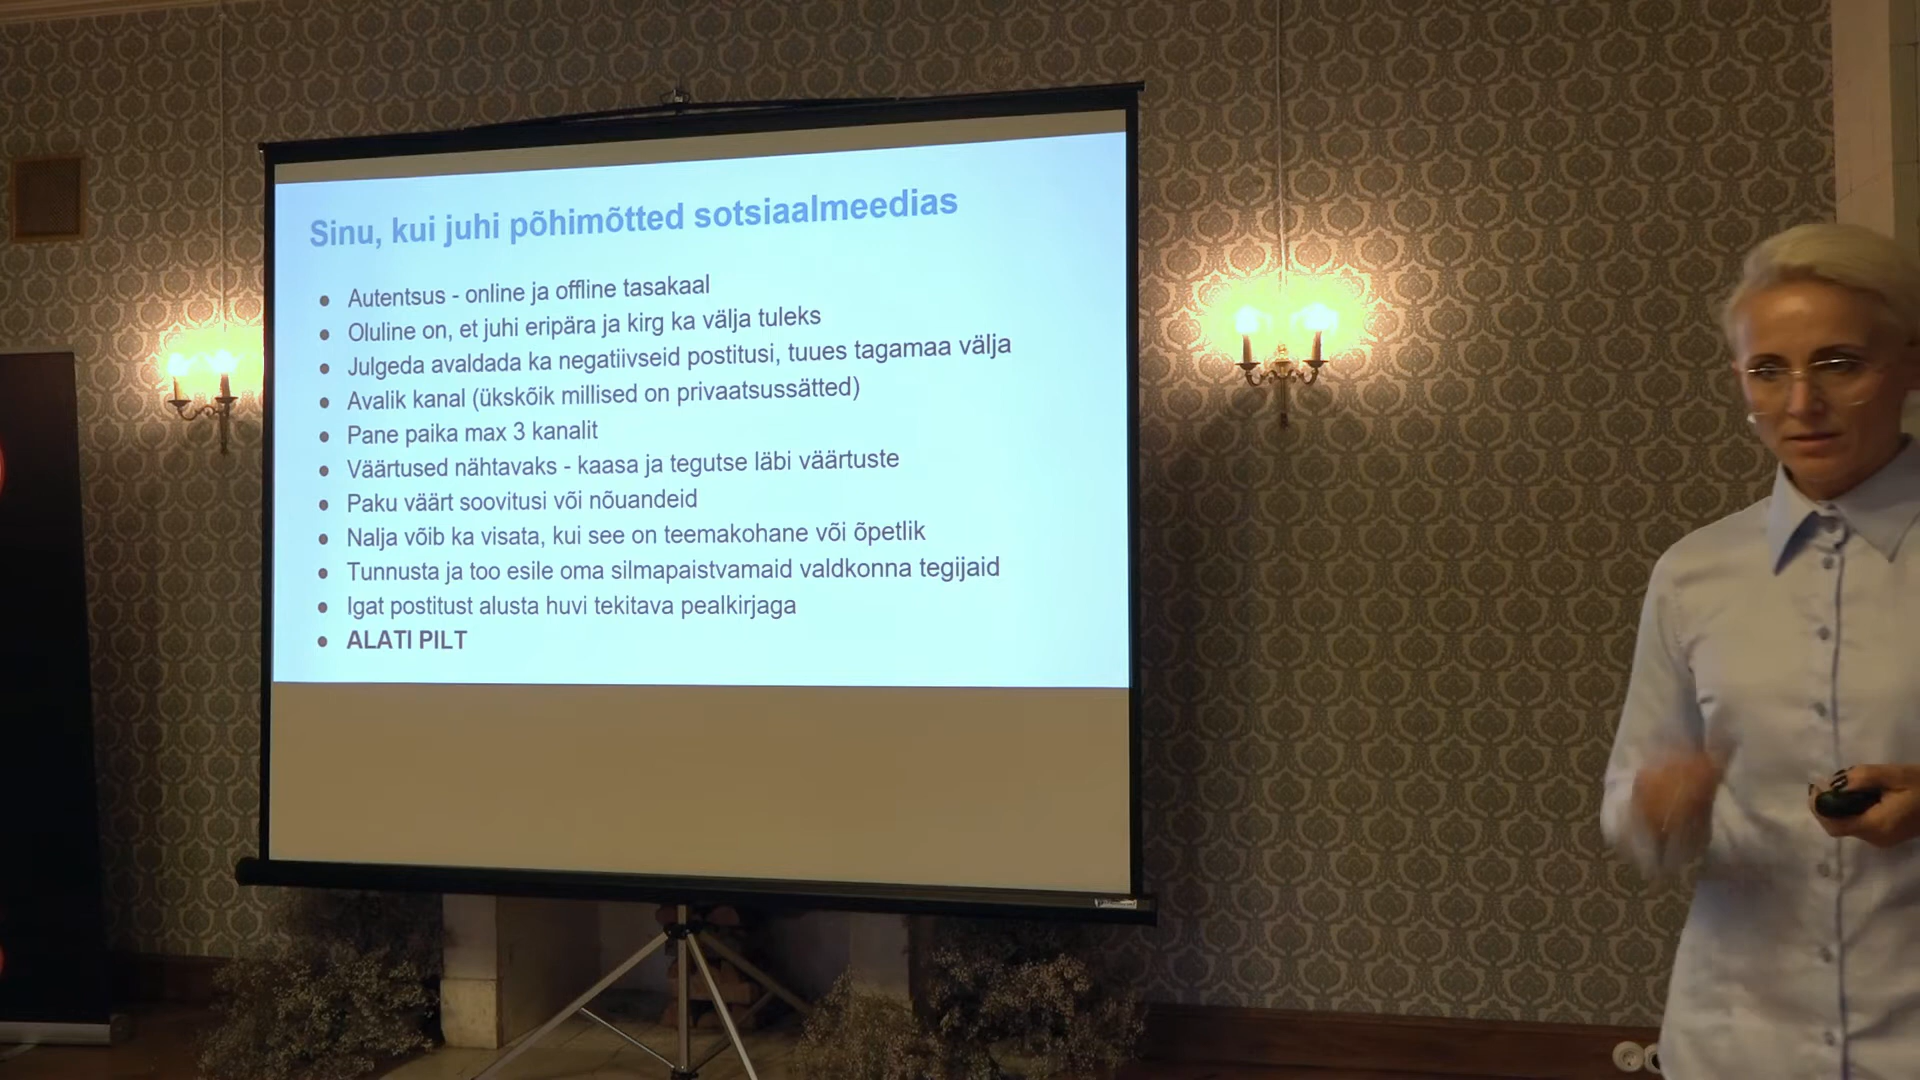 Sinu, kui juhi põhimõtted sotsiaalmeedias
● Autentsus - online ja offline tasakaal
● Oluline on, et juhi eripära ja kirg ka välja tuleks
● Julgeda avaldada ka negatiivseid postitusi, tuues tagamaa välja
● Avalik kanal (ükskõik millised on privaatsussätted)
● Pane paika max 3 kanalit
● Väärtused nähtavaks - kaasa ja tegutse läbi väärtuste
● Paku väärt soovitusi või nõuandeid
● Nalja võib ka visata, kui see on teemakohane või õpetlik
● Tunnusta ja too esile oma silmapaistvamaid valdkonna tegijaid
● Igat postitust alusta huvi tekitava pealkirjaga
● ALATI PILT